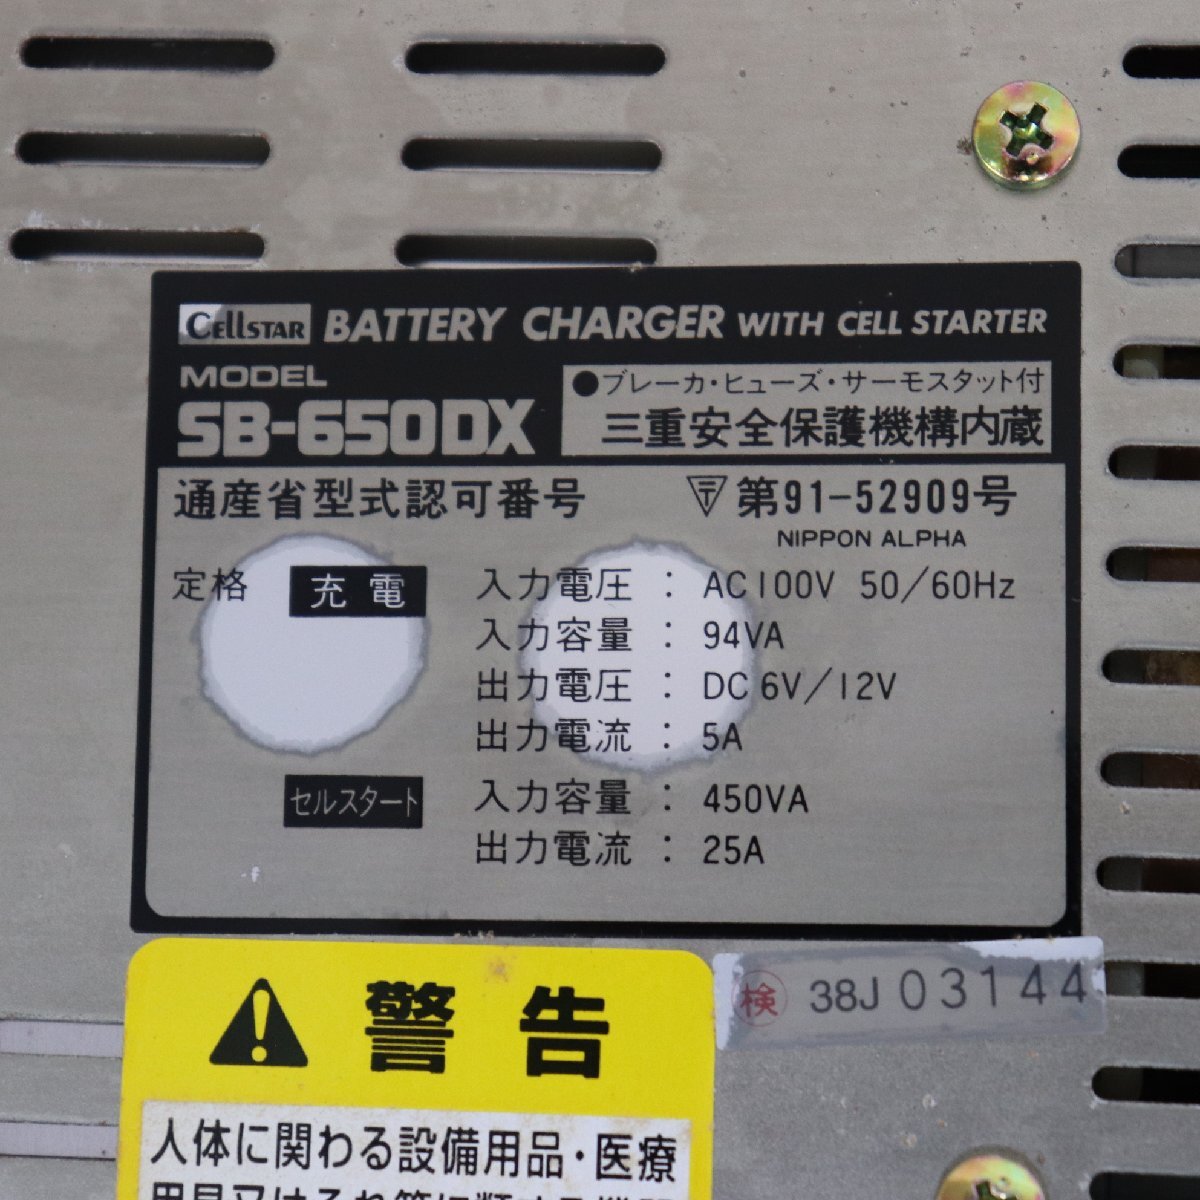 CELLSTAR BATTERY CHARGER WITH CELL STARTER
MODEL
SB-650DX
●ブレーカ・ヒューズ・サーモスタット付
三重安全保護機構内蔵
通産省型式認可番号 〒 第91-52909号
NIPPON ALPHA
定格 充電 入力電圧 : AC100V 50/60Hz
入力容量 : 94VA
出力電圧 : DC 6V/12V
出力電流 : 5A
セルスタート 入力容量 : 450VA
出力電流 : 25A
検 38J 03144
警告
人体に関わる設備用品・医療